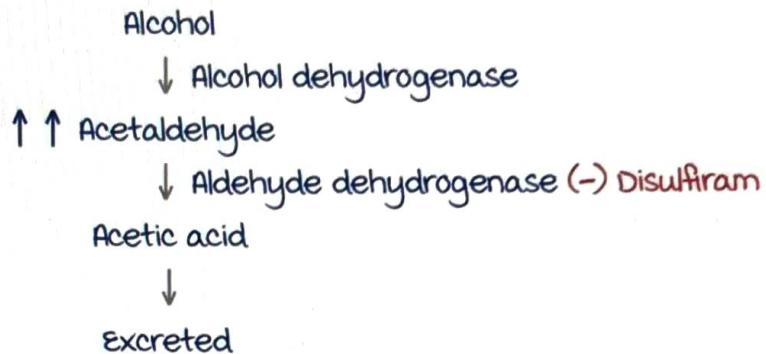 Alcohol
↓ Alcohol dehydrogenase
↑ ↑ Acetaldehyde
↓ Aldehyde dehydrogenase (-) Disulfiram
Acetic acid
↓
Excreted